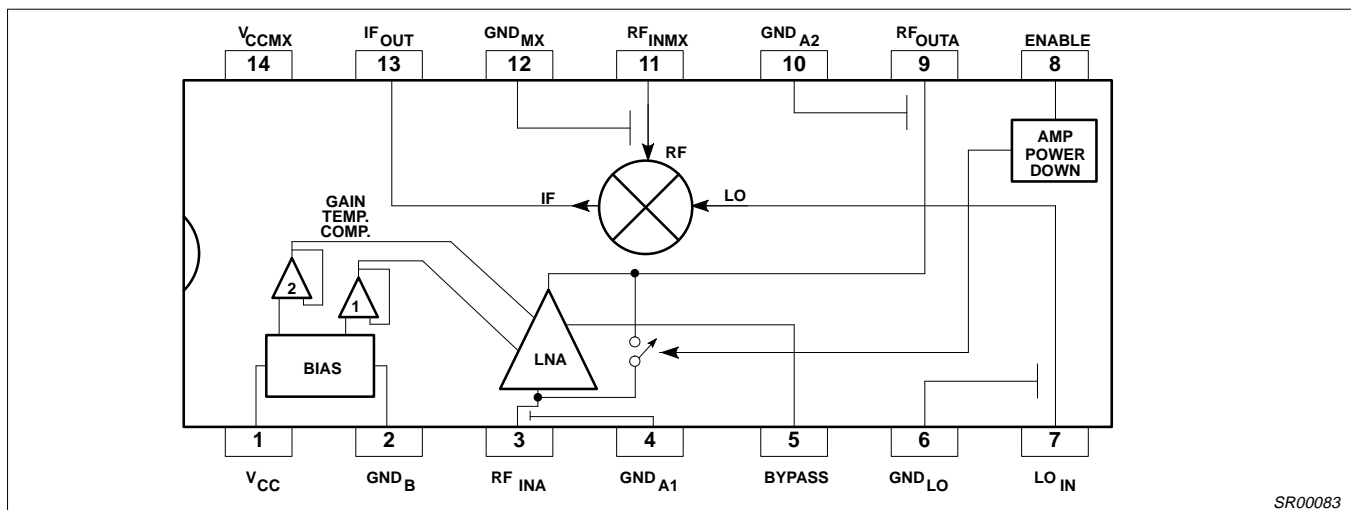 VCCMX IFOUT GNDMX RFINMX GNDA2 RFOUTA ENABLE
14 13 12 11 10 9 8
AMP
POWER
DOWN
RF
IF
LO
GAIN
TEMP.
COMP.
2
1
BIAS
LNA
1 2 3 4 5 6 7
VCC GNDB RF INA GNDA1 BYPASS GNDLO LO IN
SR00083